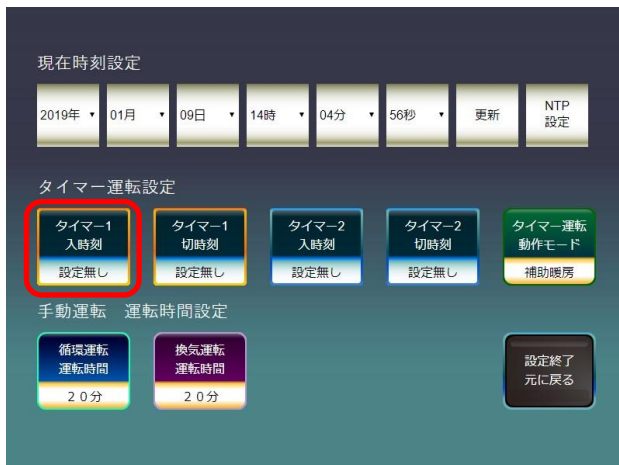 現在時刻設定
2019年 01月 09日 14時 04分 56秒 更新 NTP
設定
タイマー運転設定
タイマー1 タイマー1 タイマー2 タイマー2 タイマー運転
入時刻 切時刻 入時刻 切時刻 動作モード
設定無し 設定無し 設定無し 設定無し 補助暖房
手動運転　運転時間設定
循環運転 換気運転 設定終了
運転時間 運転時間 元に戻る
２０分 ２０分